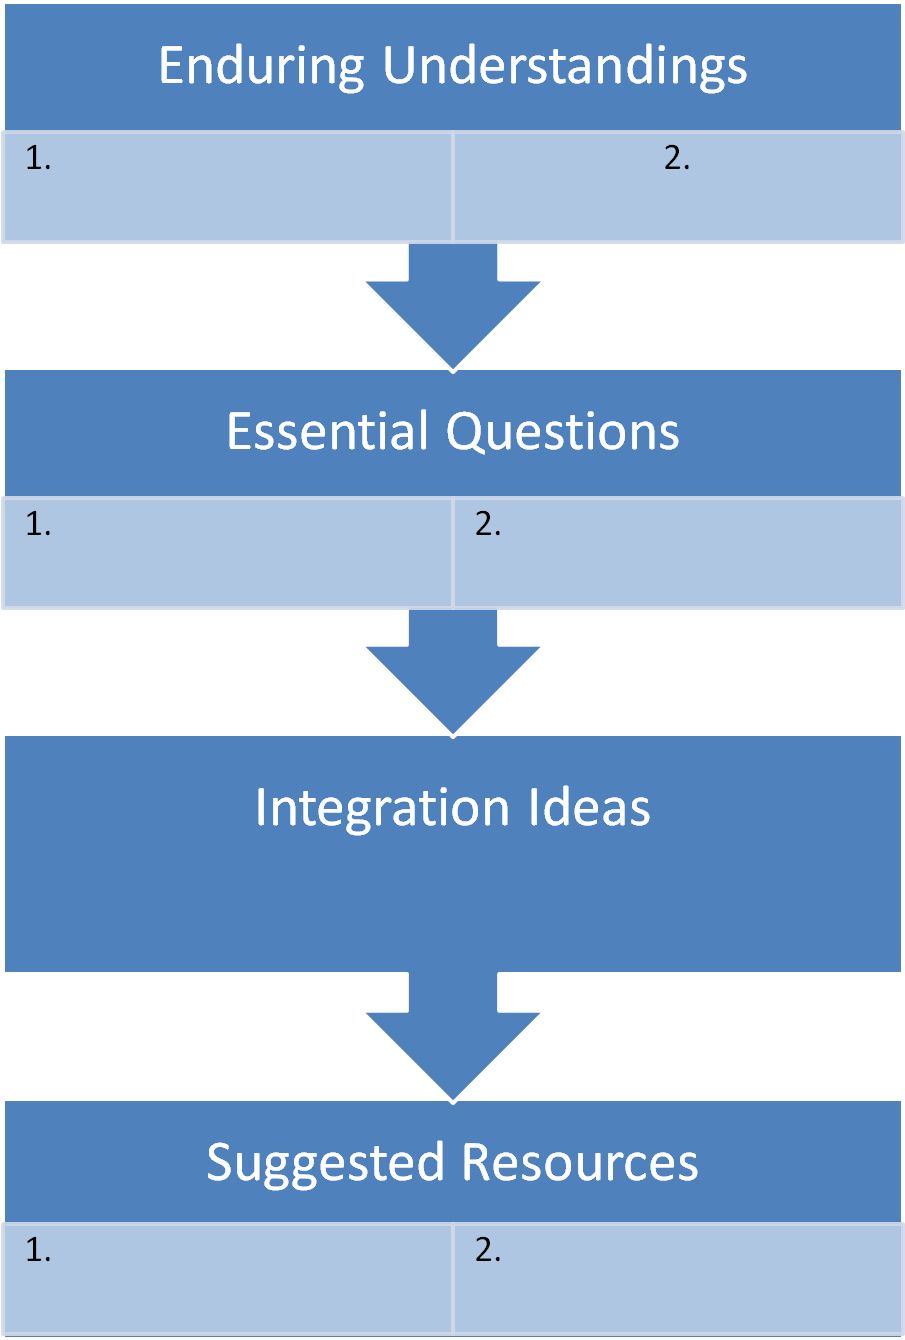 Enduring Understandings
1.
2.
Essential Questions
1.
2.
Integration Ideas
Suggested Resources
1.
2.